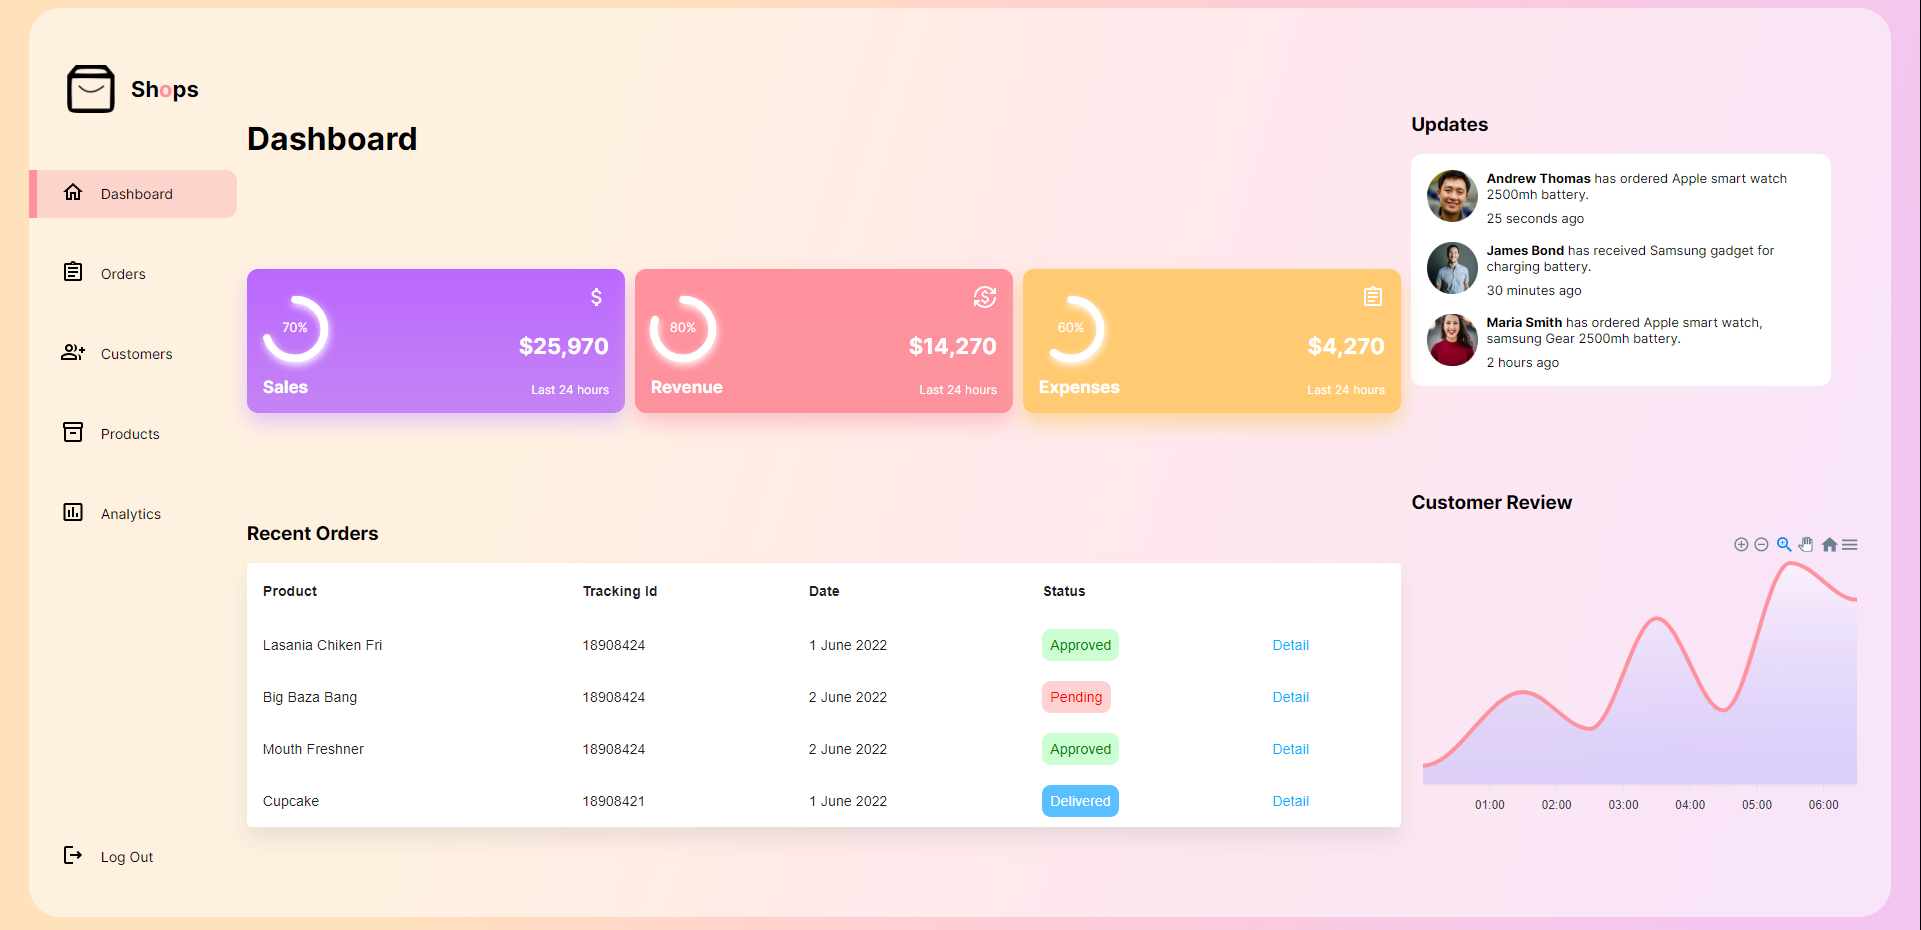 Shops
Dashboard
Orders
Customers
Products
Analytics
Log Out
Dashboard
70%
$25,970
Sales
Last 24 hours
80%
$14,270
Revenue
Last 24 hours
60%
$4,270
Expenses
Last 24 hours
Recent Orders
Product Tracking Id Date Status
Lasania Chiken Fri 18908424 1 June 2022 Approved Detail
Big Baza Bang 18908424 2 June 2022 Pending Detail
Mouth Freshner 18908424 2 June 2022 Approved Detail
Cupcake 18908421 1 June 2022 Delivered Detail
Updates
Andrew Thomas has ordered Apple smart watch
2500mh battery.
25 seconds ago
James Bond has received Samsung gadget for
charging battery.
30 minutes ago
Maria Smith has ordered Apple smart watch,
samsung Gear 2500mh battery.
2 hours ago
Customer Review
01:00 02:00 03:00 04:00 05:00 06:00